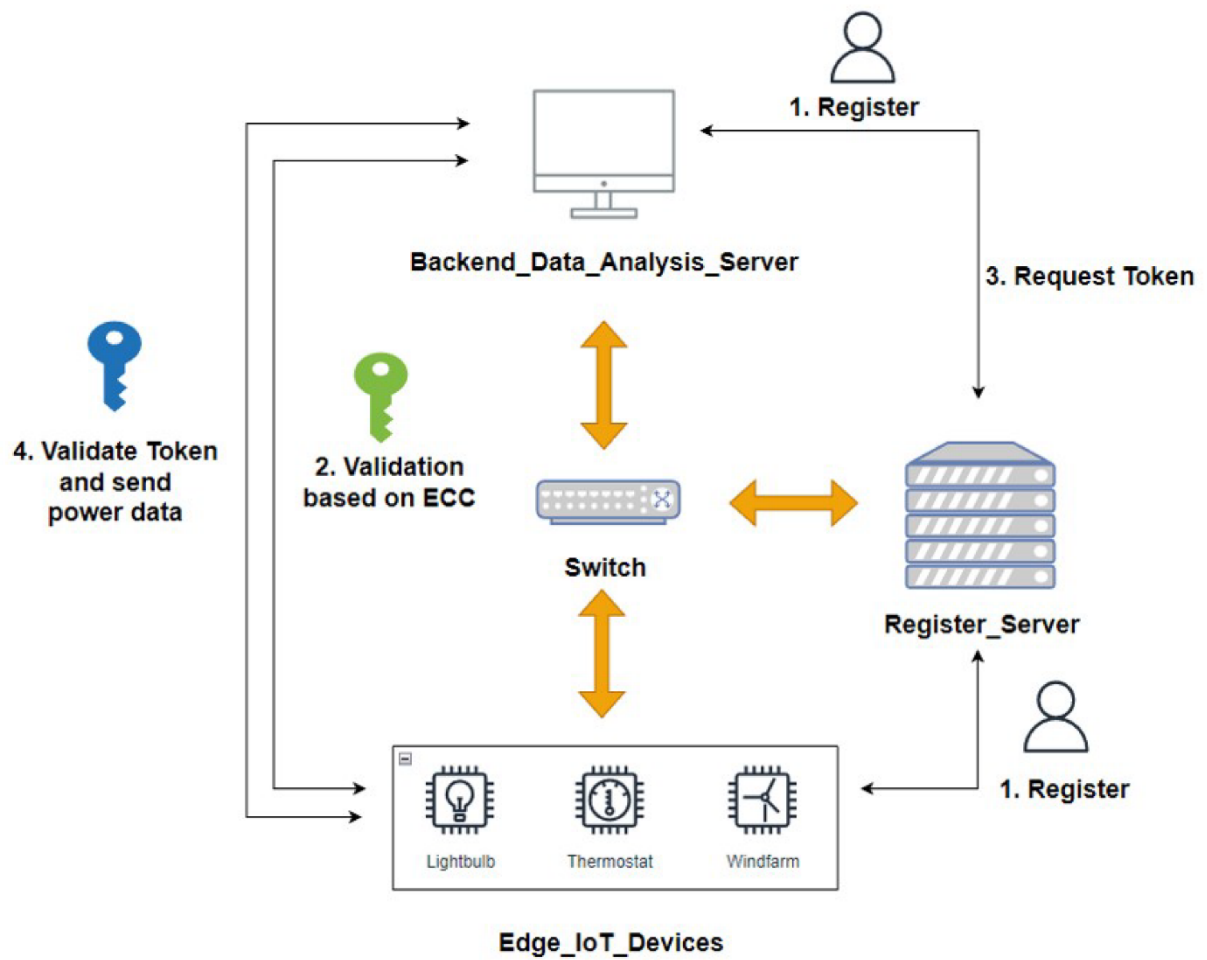 1. Register
Backend_Data_Analysis_Server
3. Request Token
4. Validate Token
and send
power data
2. Validation
based on ECC
Switch
Register_Server
1. Register
Lightbulb
Thermostat
Windfarm
Edge_IoT_Devices